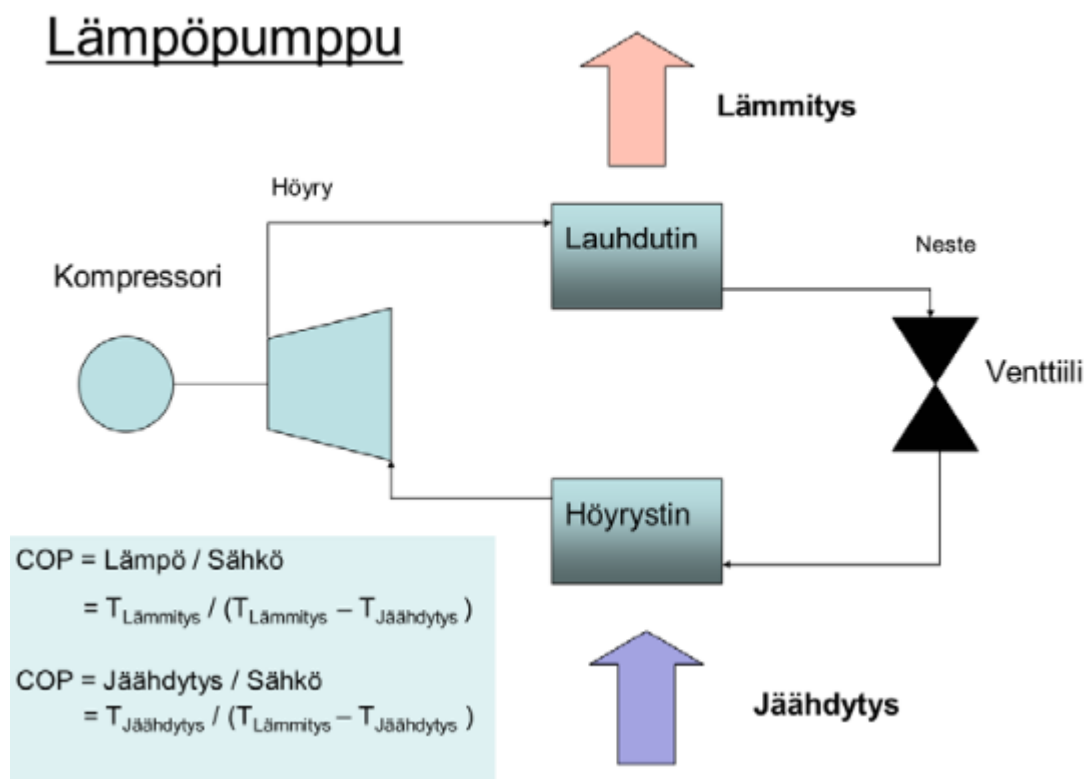 Lämpöpumppu
Lämmitys
Höyry
Lauhdutin
Neste
Kompressori
Venttiili
Höyrystin
COP = Lämpö / Sähkö
= TLämmitys / (TLämmitys – TJäähdytys )
COP = Jäähdytys / Sähkö
= TJäähdytys / (TLämmitys – TJäähdytys )
Jäähdytys